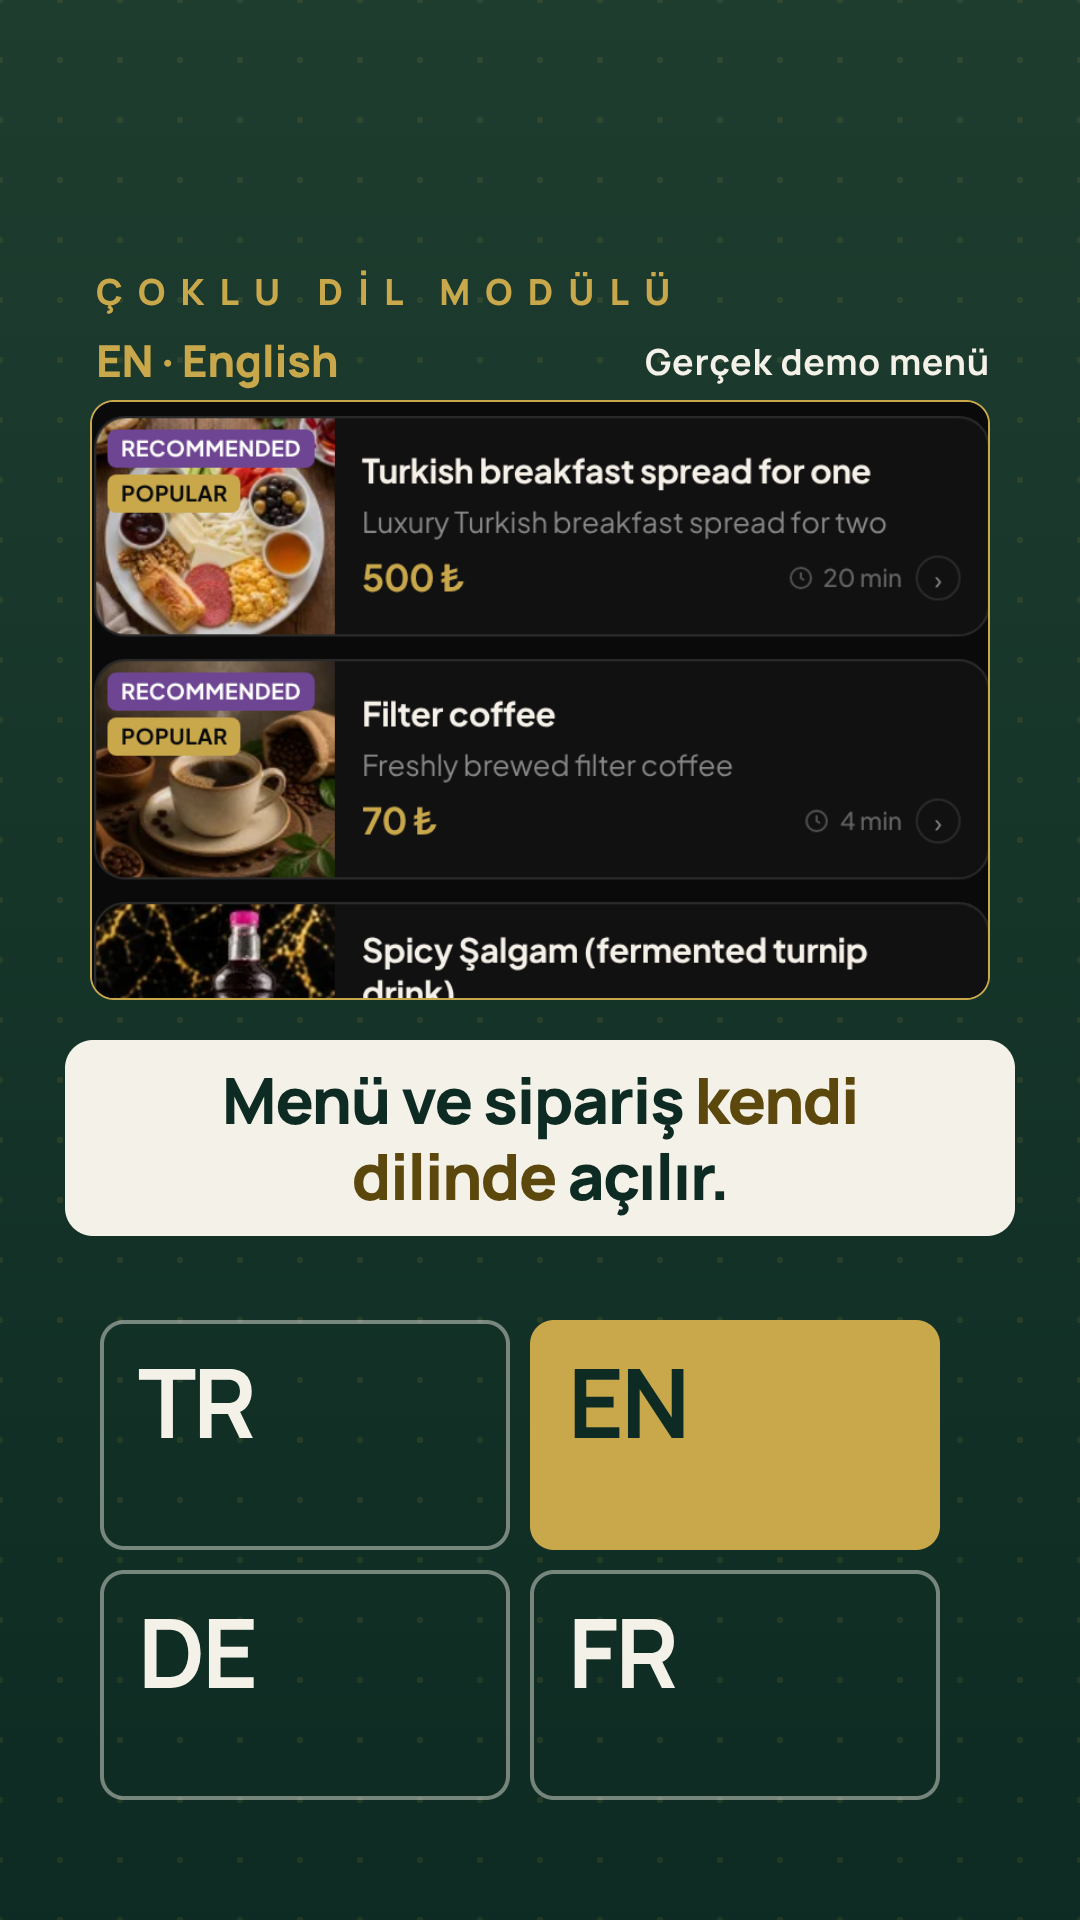 ÇOKLU DİL MODÜLÜ
EN · English
Gerçek demo menü
RECOMMENDED
POPULAR
Turkish breakfast spread for one
Luxury Turkish breakfast spread for two
500 ₺
20 min
RECOMMENDED
POPULAR
Filter coffee
Freshly brewed filter coffee
70 ₺
4 min
Spicy Şalgam (fermented turnip
drink)
Menü ve sipariş kendi
dilinde açılır.
TR
EN
DE
FR